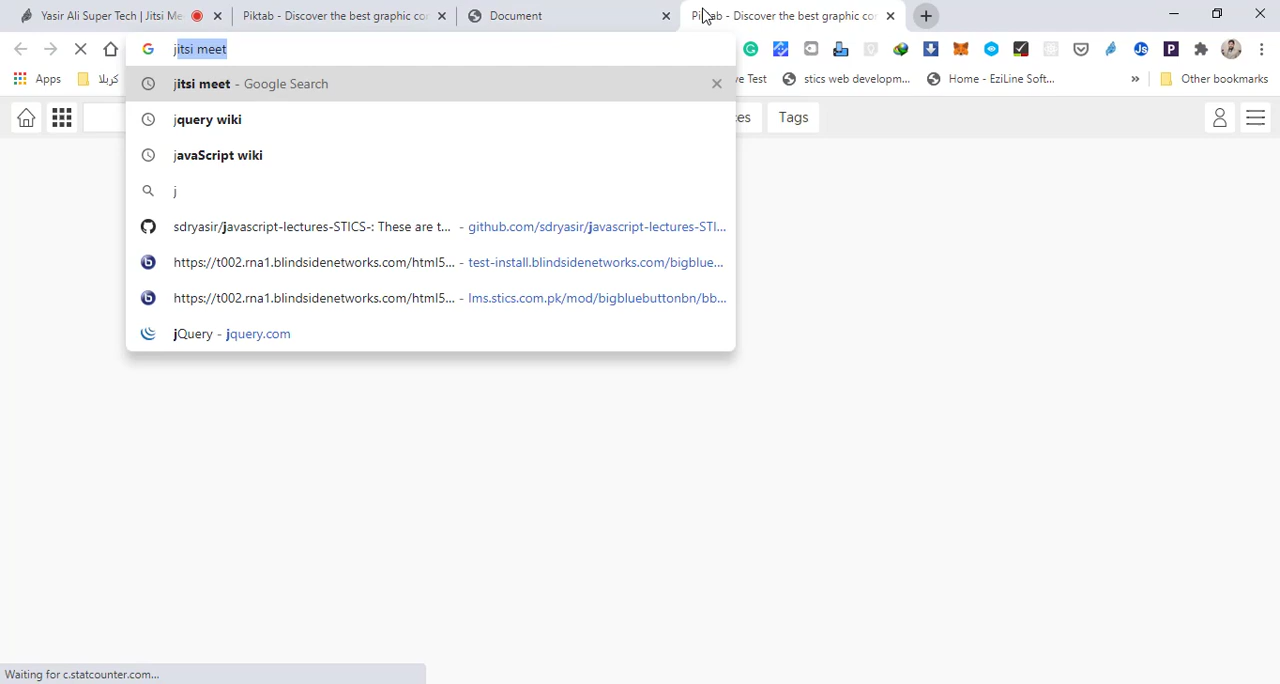 Yasir Ali Super Tech | Jitsi Me
Piktab - Discover the best graphic co
Document
Piktab - Discover the best graphic co
jitsi meet
Apps
کربلا
ve Test
stics web developm...
Home - EziLine Soft...
»
Other bookmarks
jitsi meet - Google Search
jquery wiki
javaScript wiki
j
sdryasir/javascript-lectures-STICS-: These are t... - github.com/sdryasir/javascript-lectures-STI...
https://t002.rna1.blindsidenetworks.com/html5... - test-install.blindsidenetworks.com/bigblue...
https://t002.rna1.blindsidenetworks.com/html5... - lms.stics.com.pk/mod/bigbluebuttonbn/bb...
jQuery - jquery.com
es
Tags
Waiting for c.statcounter.com...